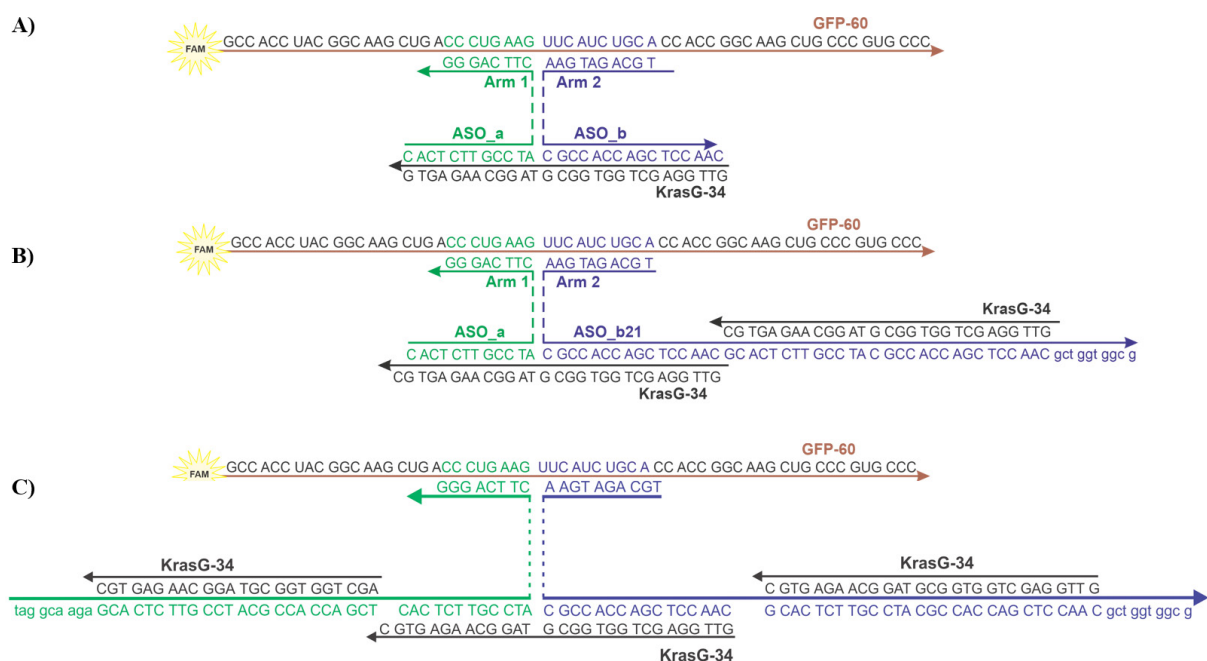 A)
GFP-60
FAM
GCC ACC UAC GGC AAG CUG ACC CUG AAG UUC AUC UGC A CC ACC GGC AAG CUG CCC GUG CCC
GG GAC TTC AAG TAG ACG T
Arm 1 Arm 2
ASO_a ASO_b
C ACT CTT GCC TA C GCC ACC AGC TCC AAC
G TGA GAA CGG AT G CGG TGG TCG AGG TTG
KrasG-34
B)
GFP-60
FAM
GCC ACC UAC GGC AAG CUG ACC CUG AAG UUC AUC UGC A CC ACC GGC AAG CUG CCC GUG CCC
GG GAC TTC AAG TAG ACG T
Arm 1 Arm 2
KrasG-34
CG TGA GAA CGG AT G CGG TGG TCG AGG TTG
ASO_a ASO_b21
C ACT CTT GCC TA C GCC ACC AGC TCC AAC GC ACT CTT GCC TA C GCC ACC AGC TCC AAC gct ggt ggc g
CG TGA GAA CGG AT G CGG TGG TCG AGG TTG
KrasG-34
C)
GFP-60
FAM
GCC ACC UAC GGC AAG CUG ACC CUG AAG UUC AUC UGC A CC ACC GGC AAG CUG CCC GUG CCC
GGG ACT TC A AGT AGA CGT
KrasG-34 KrasG-34
CGT GAG AAC GGA TGC GGT GGT CGA C GTG AGA ACG GAT GCG GTG GTC GAG GTT G
tag gca aga GCA CTC TTG CCT ACG CCA CCA GCT CAC TCT TGC CTA C GCC ACC AGC TCC AAC G CAC TCT TGC CTA CGC CAC CAG CTC CAA C gct ggt ggc g
C GTG AGA ACG GAT G CGG TGG TCG AGG TTG
KrasG-34